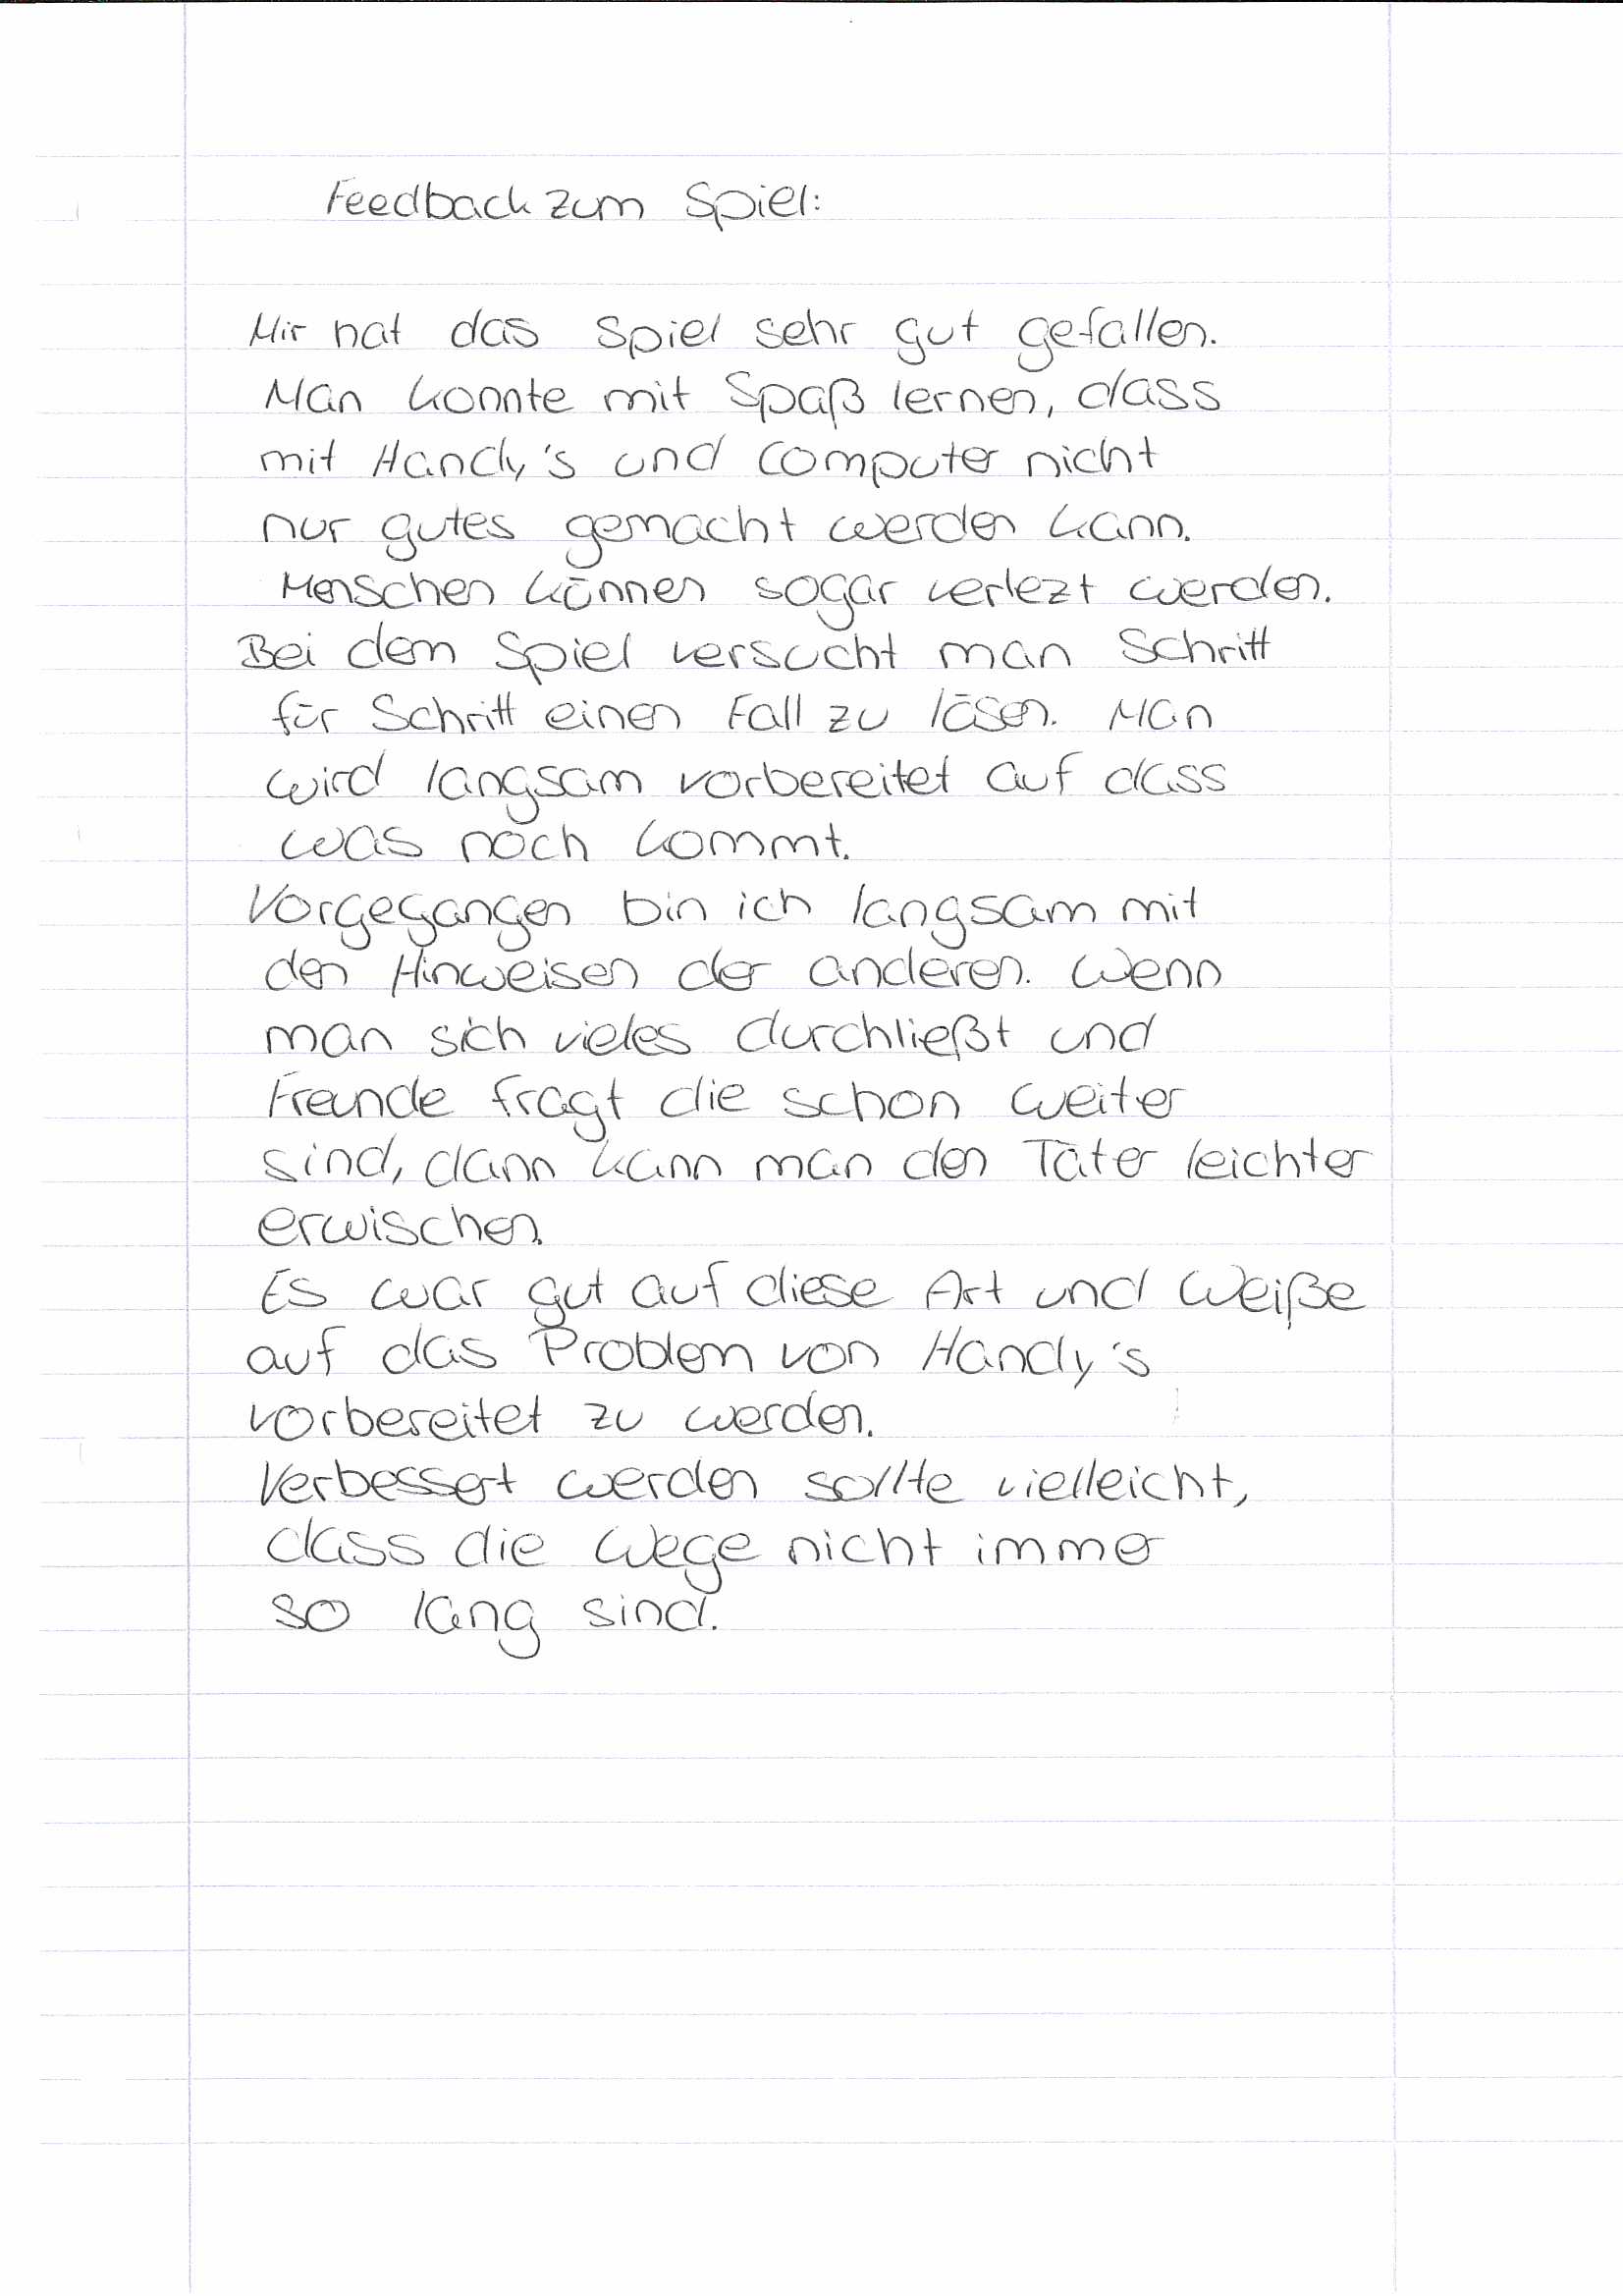 Feedback zum Spiel:
Mir hat das Spiel sehr gut gefallen.
Man konnte mit Spaß lernen, dass
mit Handy's und Computer nicht
nur gutes gemacht werden kann.
Menschen können sogar verlezt werden.
Bei dem Spiel versucht man Schritt
für Schritt einen Fall zu lösen. Man
wird langsam vorbereitet auf dass
was noch kommt.
Vorgegangen bin ich langsam mit
den Hinweisen der anderen. Wenn
man sich vieles durchließt und
Freunde fragt die schon weiter
sind, dann kann man den Täter leichter
erwischen.
Es war gut auf diese Art und Weiße
auf das Problem von Handy's
vorbereitet zu werden.
Verbessert werden sollte vielleicht,
dass die Wege nicht immer
so lang sind.